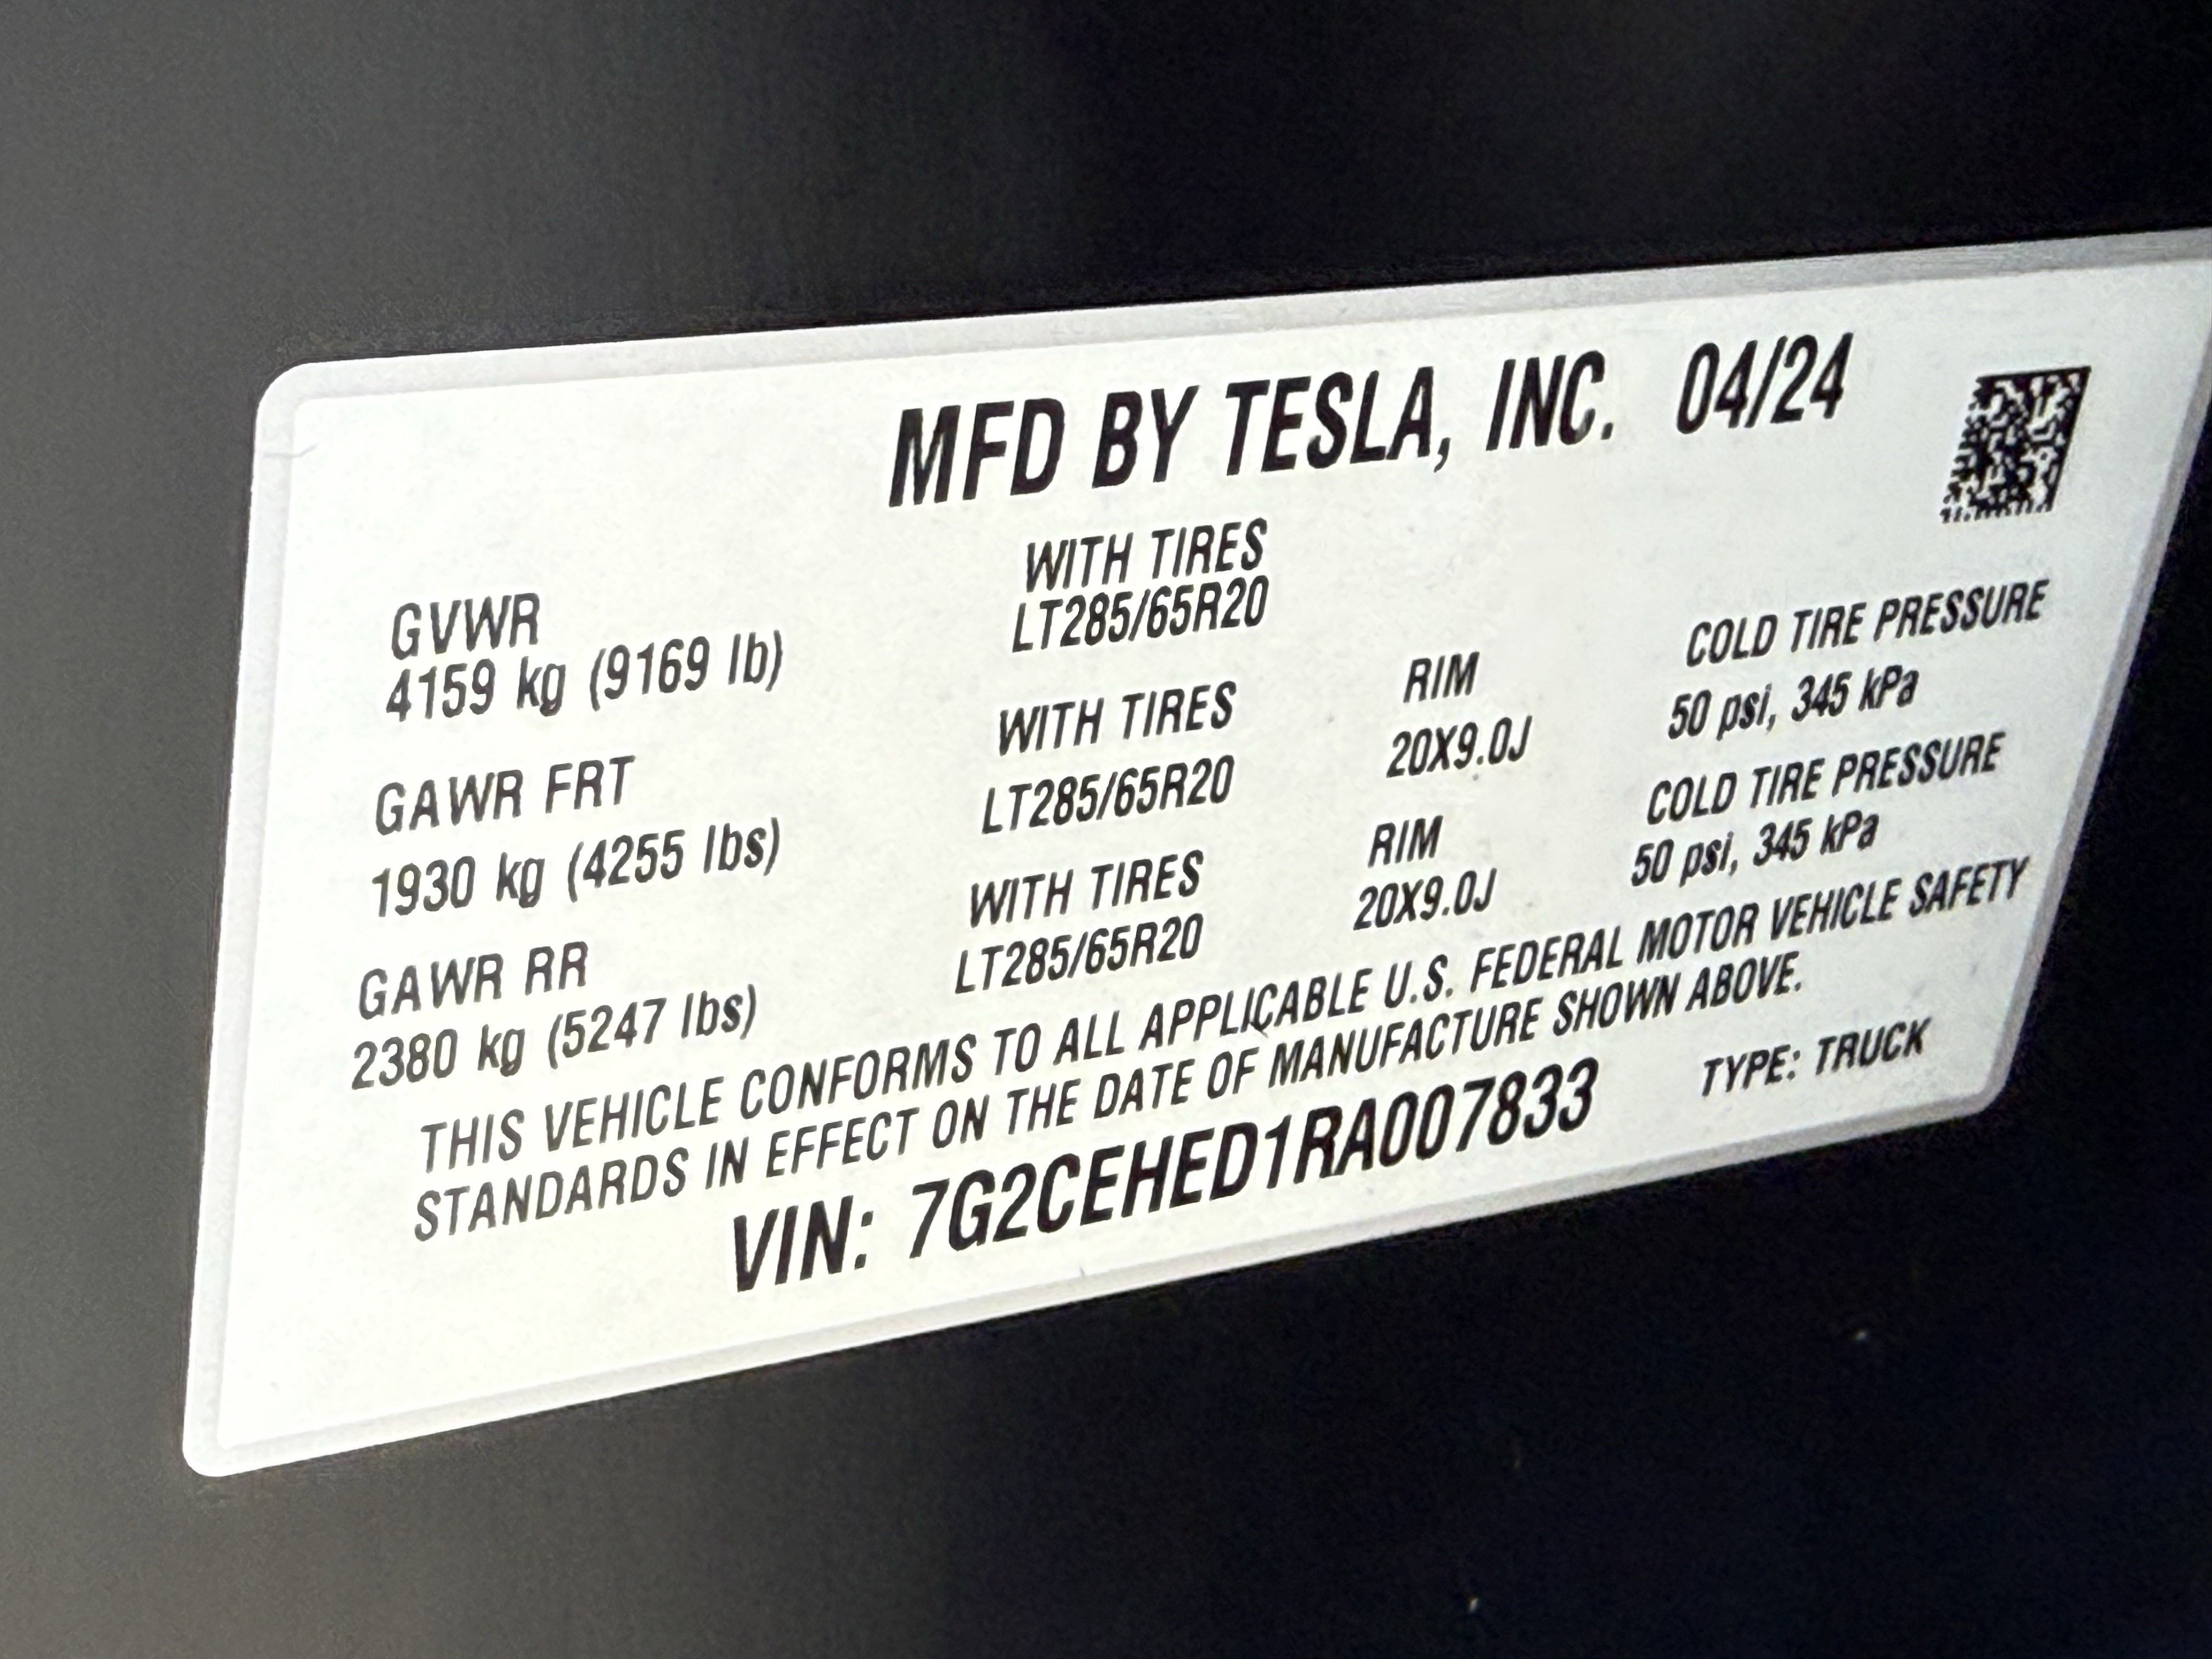 MFD BY TESLA, INC. 04/24
GVWR WITH TIRES
4159 kg (9169 lb) LT285/65R20
GAWR FRT WITH TIRES RIM COLD TIRE PRESSURE
1930 kg (4255 lbs) LT285/65R20 20X9.0J 50 psi, 345 kPa
GAWR RR WITH TIRES RIM COLD TIRE PRESSURE
2380 kg (5247 lbs) LT285/65R20 20X9.0J 50 psi, 345 kPa
THIS VEHICLE CONFORMS TO ALL APPLICABLE U.S. FEDERAL MOTOR VEHICLE SAFETY
STANDARDS IN EFFECT ON THE DATE OF MANUFACTURE SHOWN ABOVE.
VIN: 7G2CEHED1RA007833 TYPE: TRUCK